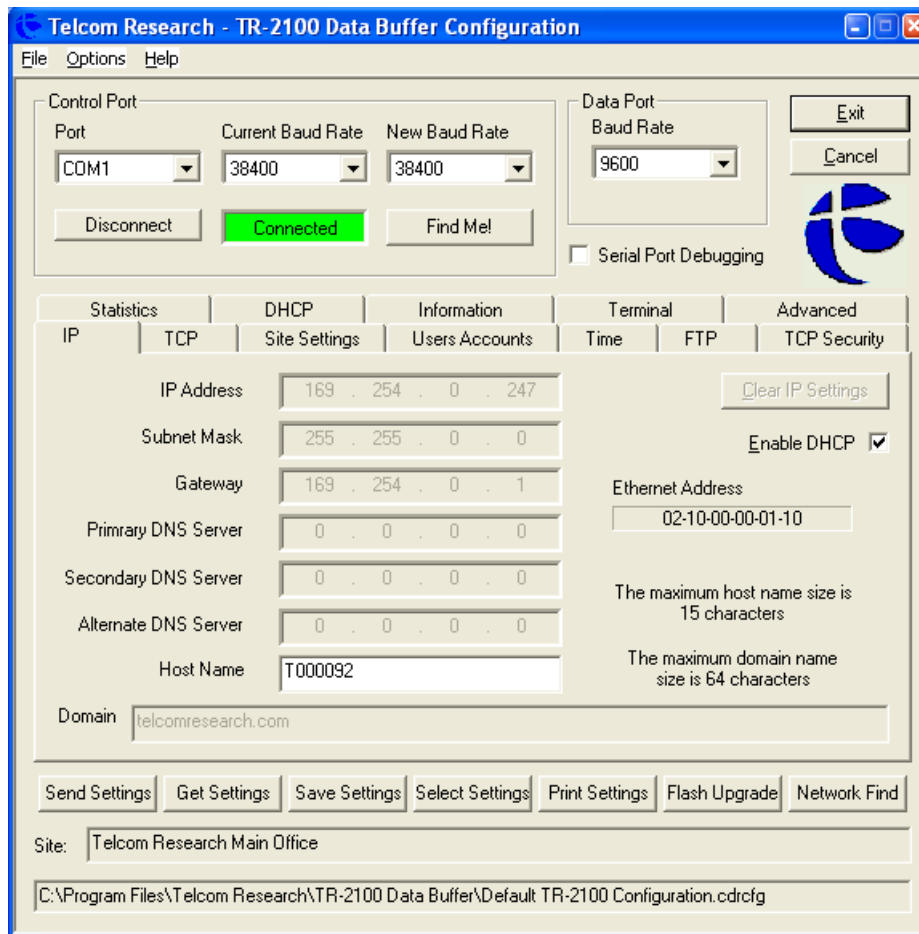 Telcom Research - TR-2100 Data Buffer Configuration
File Options Help
Control Port
Port Current Baud Rate New Baud Rate
COM1 38400 38400
Disconnect Connected Find Me!
Data Port
Baud Rate
9600
Serial Port Debugging
Exit
Cancel
Statistics DHCP Information Terminal Advanced
IP TCP Site Settings Users Accounts Time FTP TCP Security
IP Address 169 . 254 . 0 . 247
Clear IP Settings
Subnet Mask 255 . 255 . 0 . 0
Enable DHCP
Gateway 169 . 254 . 0 . 1
Ethernet Address
02-10-00-00-01-10
Primrary DNS Server 0 . 0 . 0 . 0
Secondary DNS Server 0 . 0 . 0 . 0
The maximum host name size is
15 characters
Alternate DNS Server 0 . 0 . 0 . 0
Host Name T000092
The maximum domain name
size is 64 characters
Domain telcomresearch.com
Send Settings Get Settings Save Settings Select Settings Print Settings Flash Upgrade Network Find
Site: Telcom Research Main Office
C:\Program Files\Telcom Research\TR-2100 Data Buffer\Default TR-2100 Configuration.cdrcfg